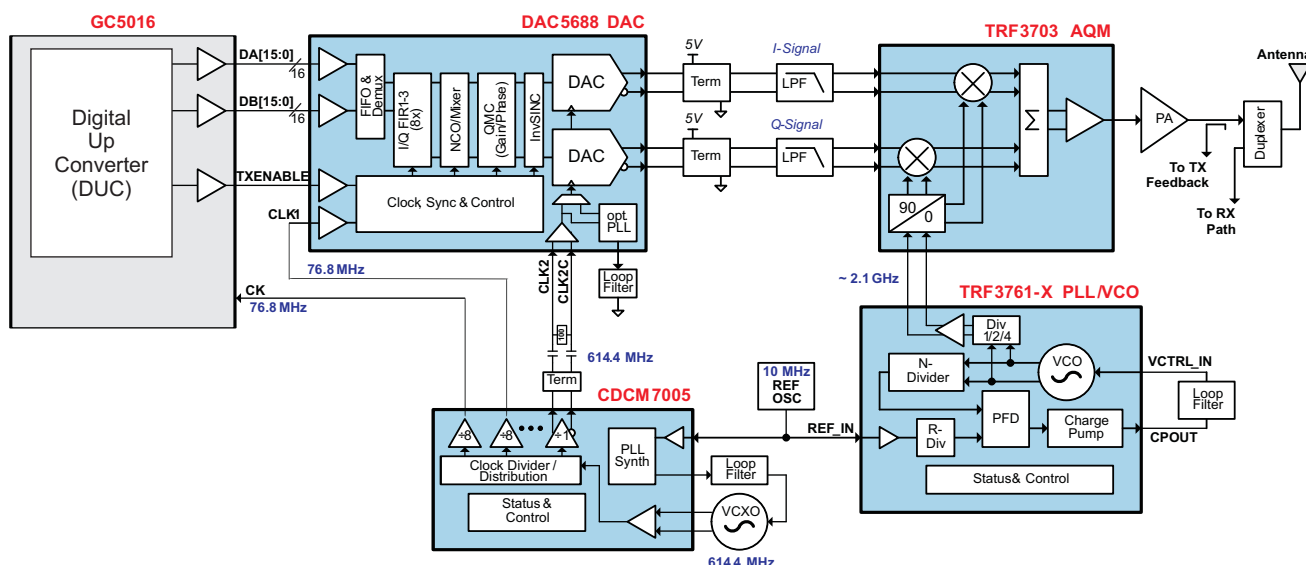 GC5016
DAC5688 DAC
TRF3703 AQM
Digital
Up
Converter
(DUC)
DA[15:0]
16
DB[15:0]
16
TXENABLE
CLK1
FIFO &
Demux
I/Q FIR1-3
(8x)
NCO/Mixer
QMC
(Gain/Phase)
InvSINC
DAC
DAC
Clock, Sync & Control
opt.
PLL
Loop
Filter
CLK2
CLK2C
100
Term
614.4 MHz
5V
Term
I-Signal
LPF
5V
Term
Q-Signal
LPF
90
0
Σ
PA
Antenna
Duplexer
To TX
Feedback
To RX
Path
76.8 MHz
CK
76.8 MHz
~ 2.1 GHz
TRF3761-X PLL/VCO
Div
1/2/4
N-
Divider
VCO
VCTRL_IN
Loop
Filter
CPOUT
PFD
Charge
Pump
R-
Div
REF_IN
Status & Control
10 MHz
REF
OSC
CDCM7005
÷8
÷8
÷1
Clock Divider /
Distribution
Status &
Control
PLL
Synth
Loop
Filter
VCXO
614.4 MHz